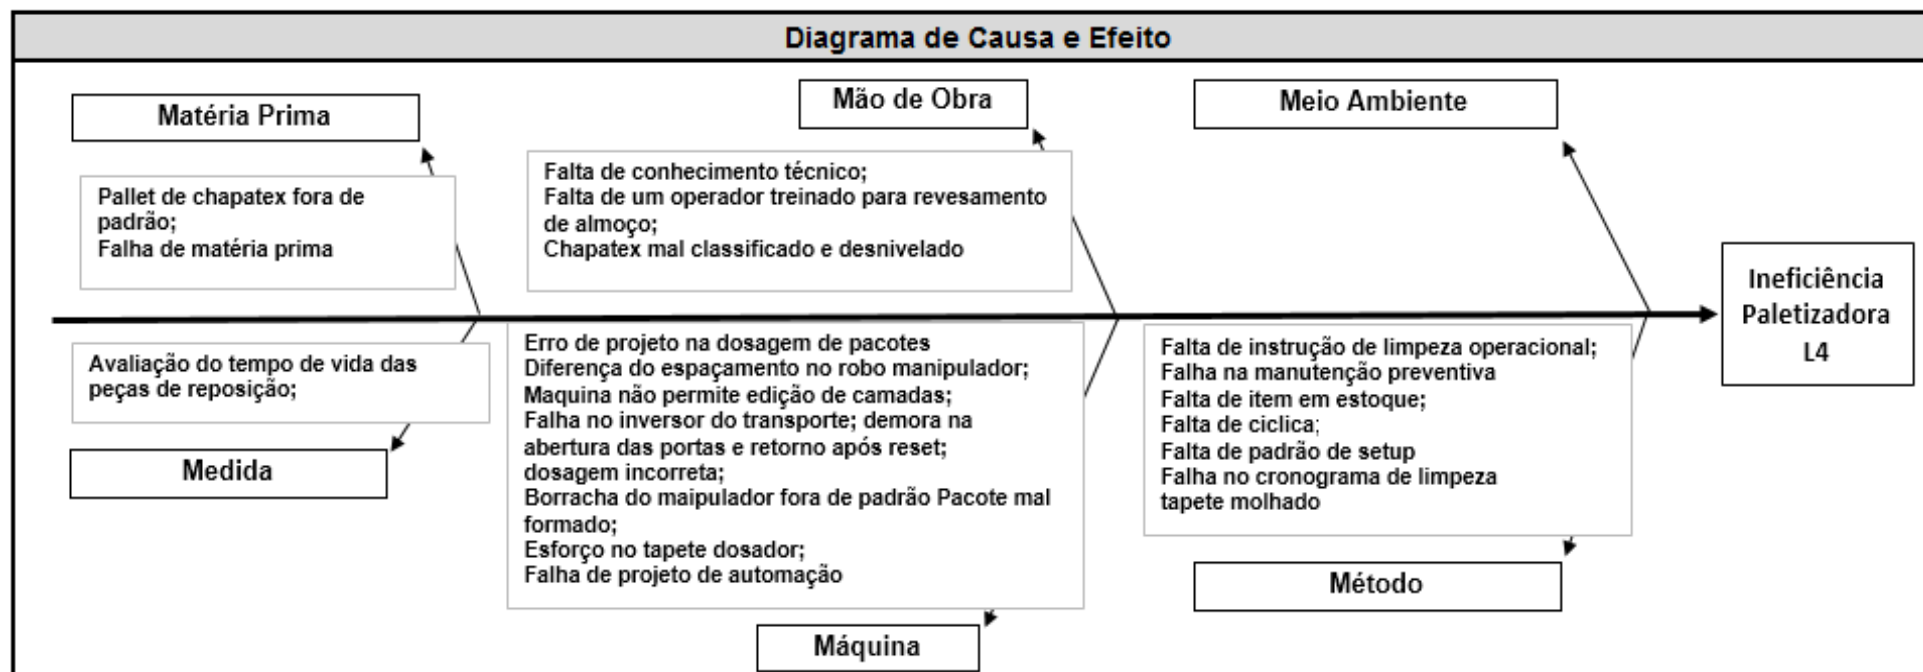 Diagrama de Causa e Efeito
Matéria Prima
Mão de Obra
Meio Ambiente
Pallet de chapatex fora de
padrão;
Falha de matéria prima
Falta de conhecimento técnico;
Falta de um operador treinado para revesamento
de almoço;
Chapatex mal classificado e desnivelado
Ineficiência
Paletizadora
L4
Avaliação do tempo de vida das
peças de reposição;
Erro de projeto na dosagem de pacotes
Diferença do espaçamento no robo manipulador;
Maquina não permite edição de camadas;
Falha no inversor do transporte; demora na
abertura das portas e retorno após reset;
dosagem incorreta;
Borracha do maipulador fora de padrão Pacote mal
formado;
Esforço no tapete dosador;
Falha de projeto de automação
Falta de instrução de limpeza operacional;
Falha na manutenção preventiva
Falta de item em estoque;
Falta de ciclica;
Falta de padrão de setup
Falha no cronograma de limpeza
tapete molhado
Medida
Máquina
Método